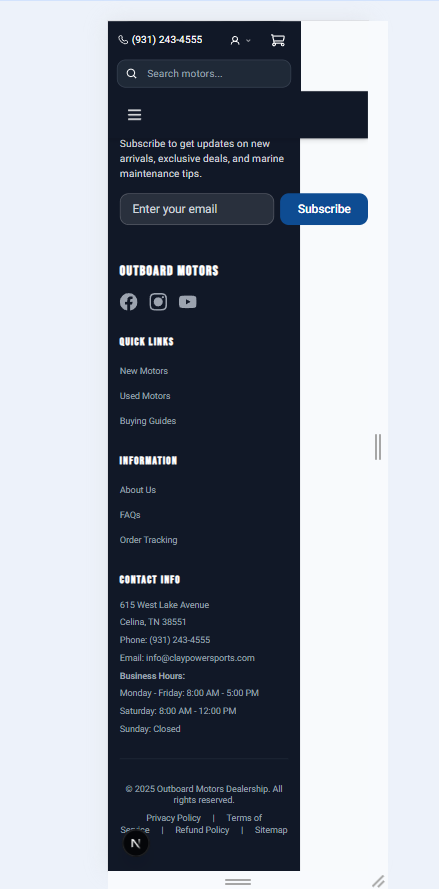 (931) 243-4555
Search motors...
Subscribe to get updates on new
arrivals, exclusive deals, and marine
maintenance tips.
Enter your email
Subscribe
OUTBOARD MOTORS
QUICK LINKS
New Motors
Used Motors
Buying Guides
INFORMATION
About Us
FAQs
Order Tracking
CONTACT INFO
615 West Lake Avenue
Celina, TN 38551
Phone: (931) 243-4555
Email: info@claypowersports.com
Business Hours:
Monday - Friday: 8:00 AM - 5:00 PM
Saturday: 8:00 AM - 12:00 PM
Sunday: Closed
© 2025 Outboard Motors Dealership. All
rights reserved.
Privacy Policy | Terms of
Service | Refund Policy | Sitemap
N